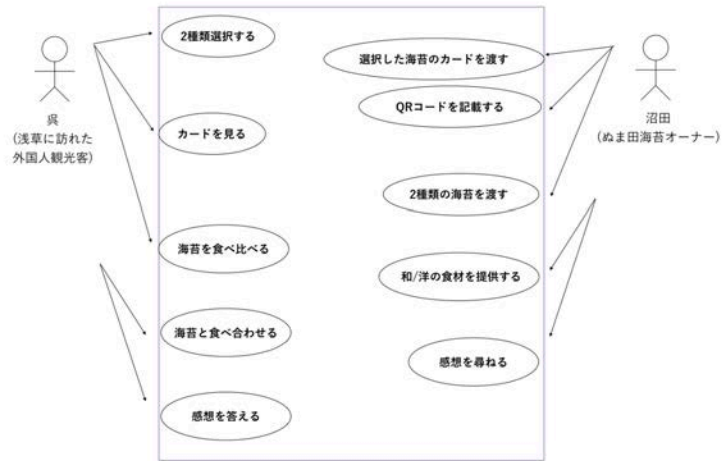 2種類選択する
選択した海苔のカードを渡す
QRコードを記載する
呉
(浅草に訪れた
外国人観光客)
沼田
(ぬま田海苔オーナー)
カードを見る
2種類の海苔を渡す
海苔を食べ比べる
和/洋の食材を提供する
海苔と食べ合わせる
感想を尋ねる
感想を答える